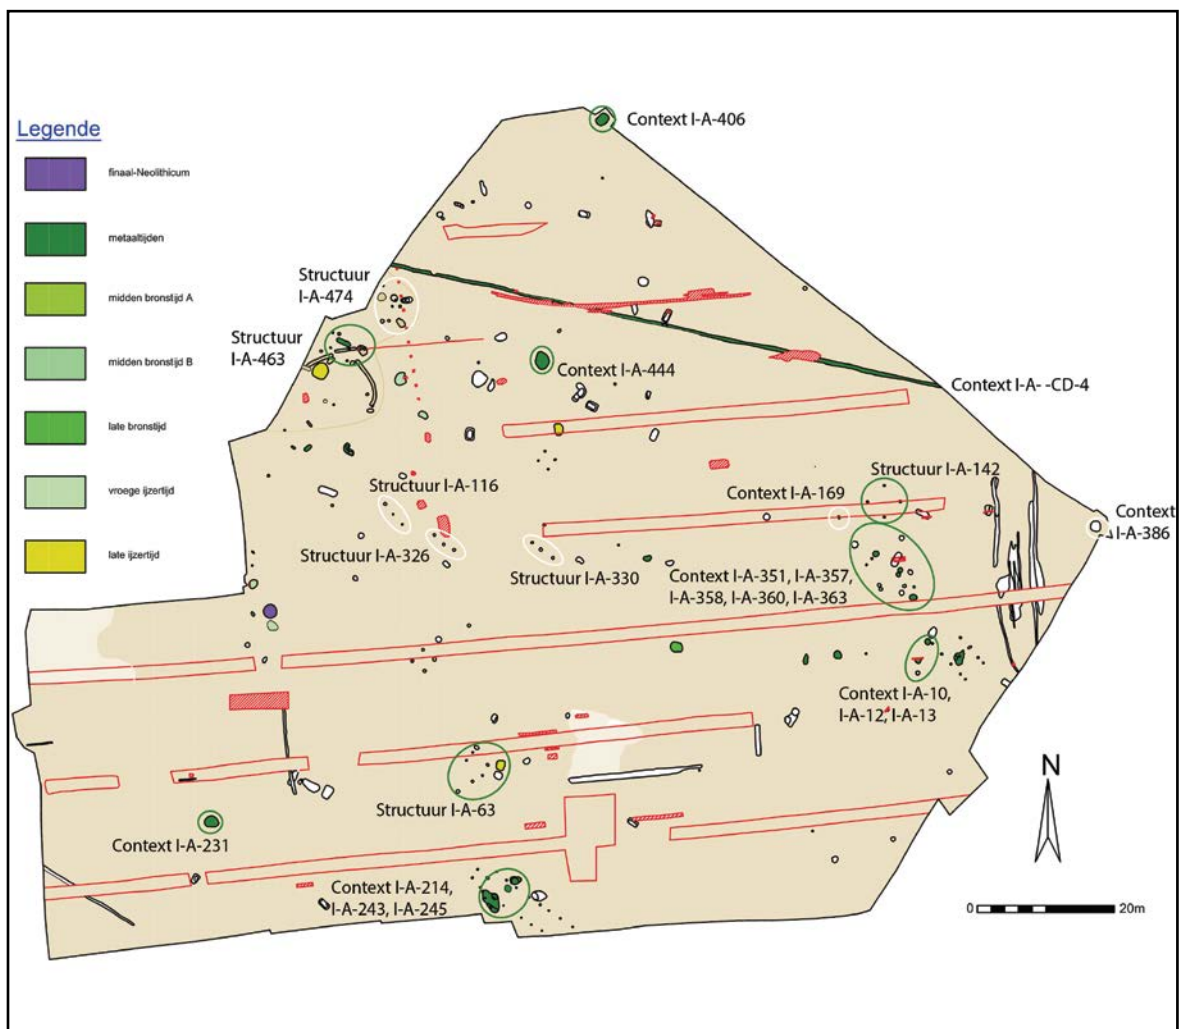 Context I-A-406
Legende
finaal-Neolithicum
metaaltijden
midden bronstijd A
midden bronstijd B
late bronstijd
vroege ijzertijd
late ijzertijd
Structuur
I-A-474
Structuur
I-A-463
Context I-A-444
Context I-A- -CD-4
Structuur I-A-116
Structuur I-A-142
Context I-A-169
Context
I-A-386
Structuur I-A-326
Structuur I-A-330
Context I-A-351, I-A-357,
I-A-358, I-A-360, I-A-363
Context I-A-10,
I-A-12, I-A-13
Structuur I-A-63
Context I-A-231
Context I-A-214,
I-A-243, I-A-245
N
0 20m